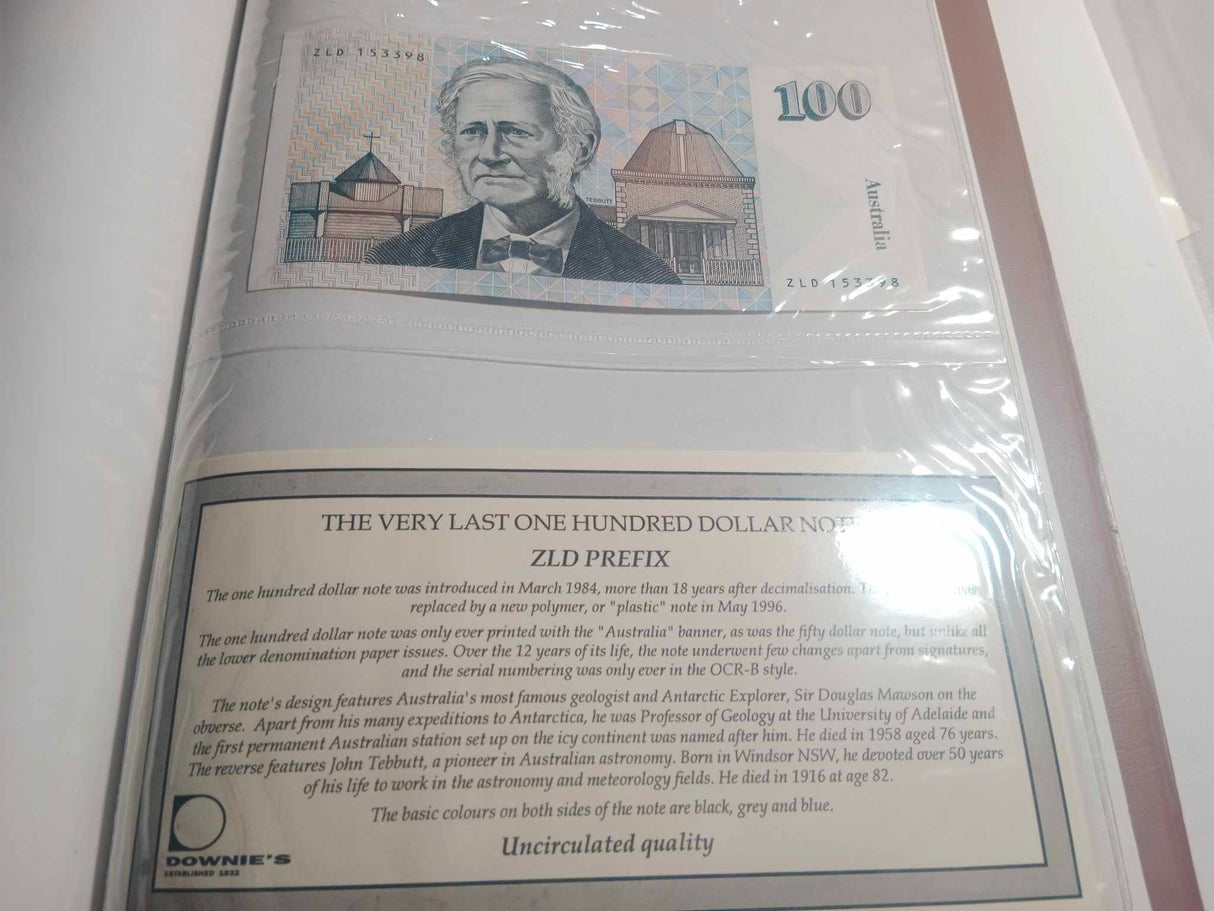 ZLD 153398
100
TEBBUTT
Australia
ZLD 153398
THE VERY LAST ONE HUNDRED DOLLAR NOTE
ZLD PREFIX
The one hundred dollar note was introduced in March 1984, more than 18 years after decimalisation. was
replaced by a new polymer, or "plastic" note in May 1996.
The one hundred dollar note was only ever printed with the "Australia" banner, as was the fifty dollar note, but unlike all
the lower denomination paper issues. Over the 12 years of its life, the note underwent few changes apart from signatures,
and the serial numbering was only ever in the OCR-B style.
The note's design features Australia's most famous geologist and Antarctic Explorer, Sir Douglas Mawson on the
obverse. Apart from his many expeditions to Antarctica, he was Professor of Geology at the University of Adelaide and
the first permanent Australian station set up on the icy continent was named after him. He died in 1958 aged 76 years.
The reverse features John Tebbutt, a pioneer in Australian astronomy. Born in Windsor NSW, he devoted over 50 years
of his life to work in the astronomy and meteorology fields. He died in 1916 at age 82.
The basic colours on both sides of the note are black, grey and blue.
Uncirculated quality
DOWNIE'S
ESTABLISHED 1932